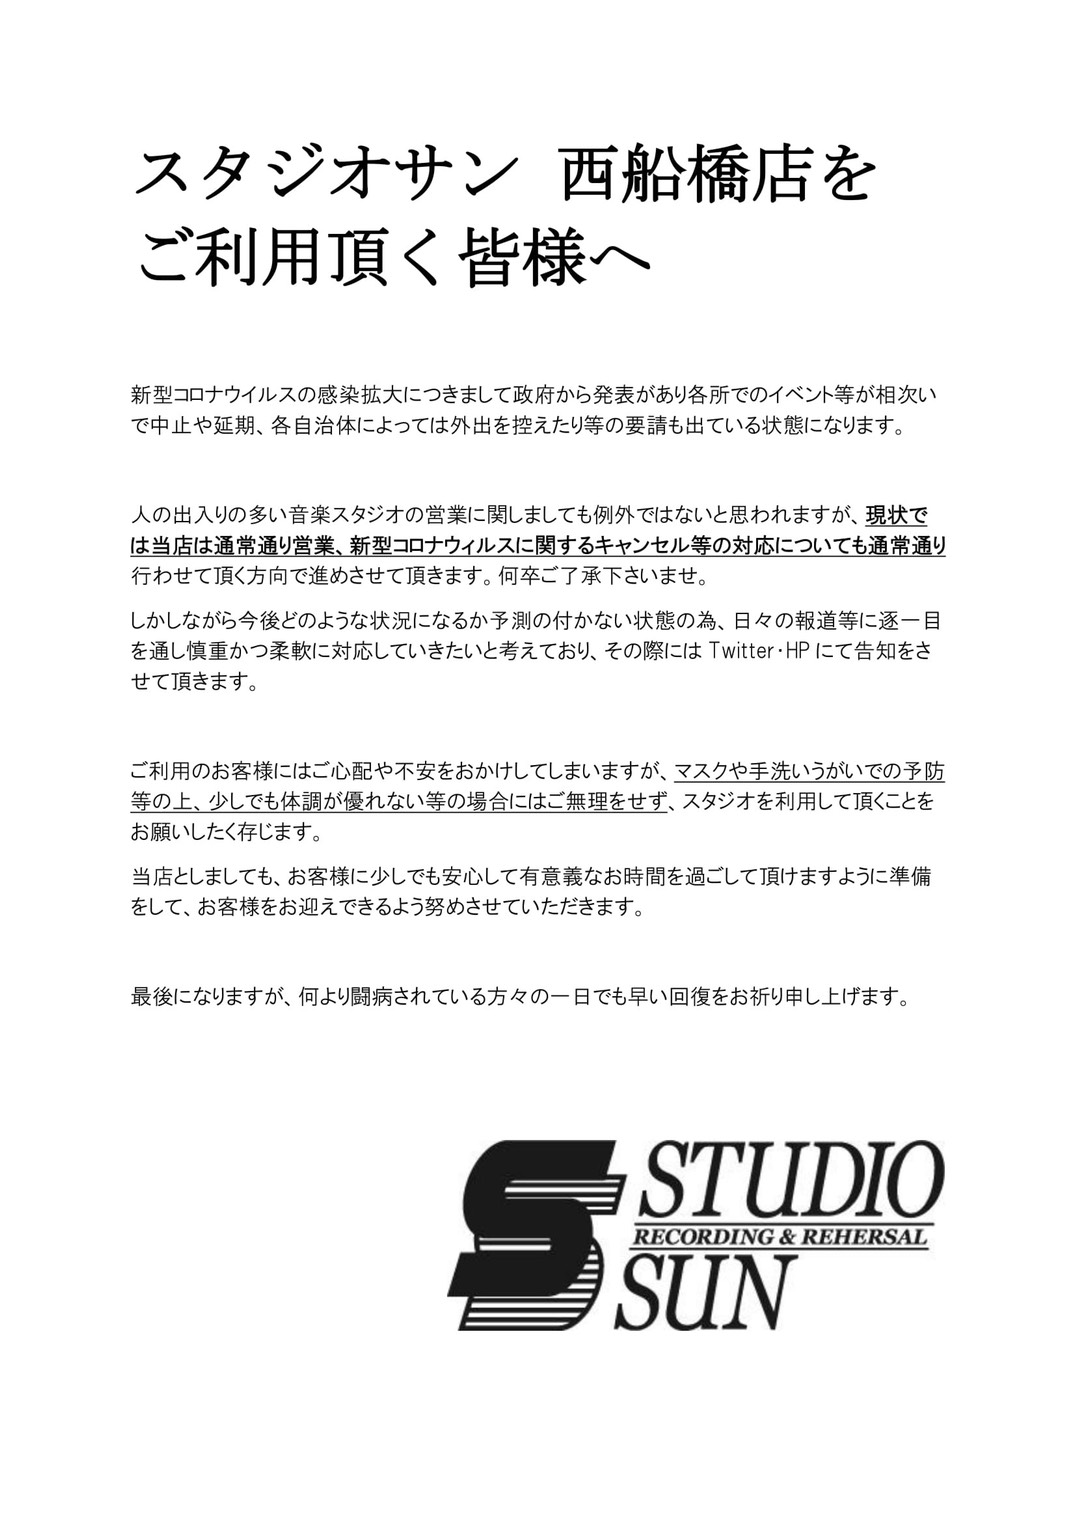 スタジオサン 西船橋店を
ご利用頂く皆様へ
新型コロナウイルスの感染拡大につきまして政府から発表があり各所でのイベント等が相次い
で中止や延期、各自治体によっては外出を控えたり等の要請も出ている状態になります。
人の出入りの多い音楽スタジオの営業に関しましても例外ではないと思われますが、現状で
は当店は通常通り営業、新型コロナウィルスに関するキャンセル等の対応についても通常通り
行わせて頂く方向で進めさせて頂きます。何卒ご了承下さいませ。
しかしながら今後どのような状況になるか予測の付かない状態の為、日々の報道等に逐一目
を通し慎重かつ柔軟に対応していきたいと考えており、その際には Twitter・HP にて告知をさ
せて頂きます。
ご利用のお客様にはご心配や不安をおかけしてしまいますが、マスクや手洗いうがいでの予防
等の上、少しでも体調が優れない等の場合にはご無理をせず、スタジオを利用して頂くことを
お願いしたく存じます。
当店としましても、お客様に少しでも安心して有意義なお時間を過ごして頂けますように準備
をして、お客様をお迎えできるよう努めさせていただきます。
最後になりますが、何より闘病されている方々の一日でも早い回復をお祈り申し上げます。
STUDIO
RECORDING & REHERSAL
SUN